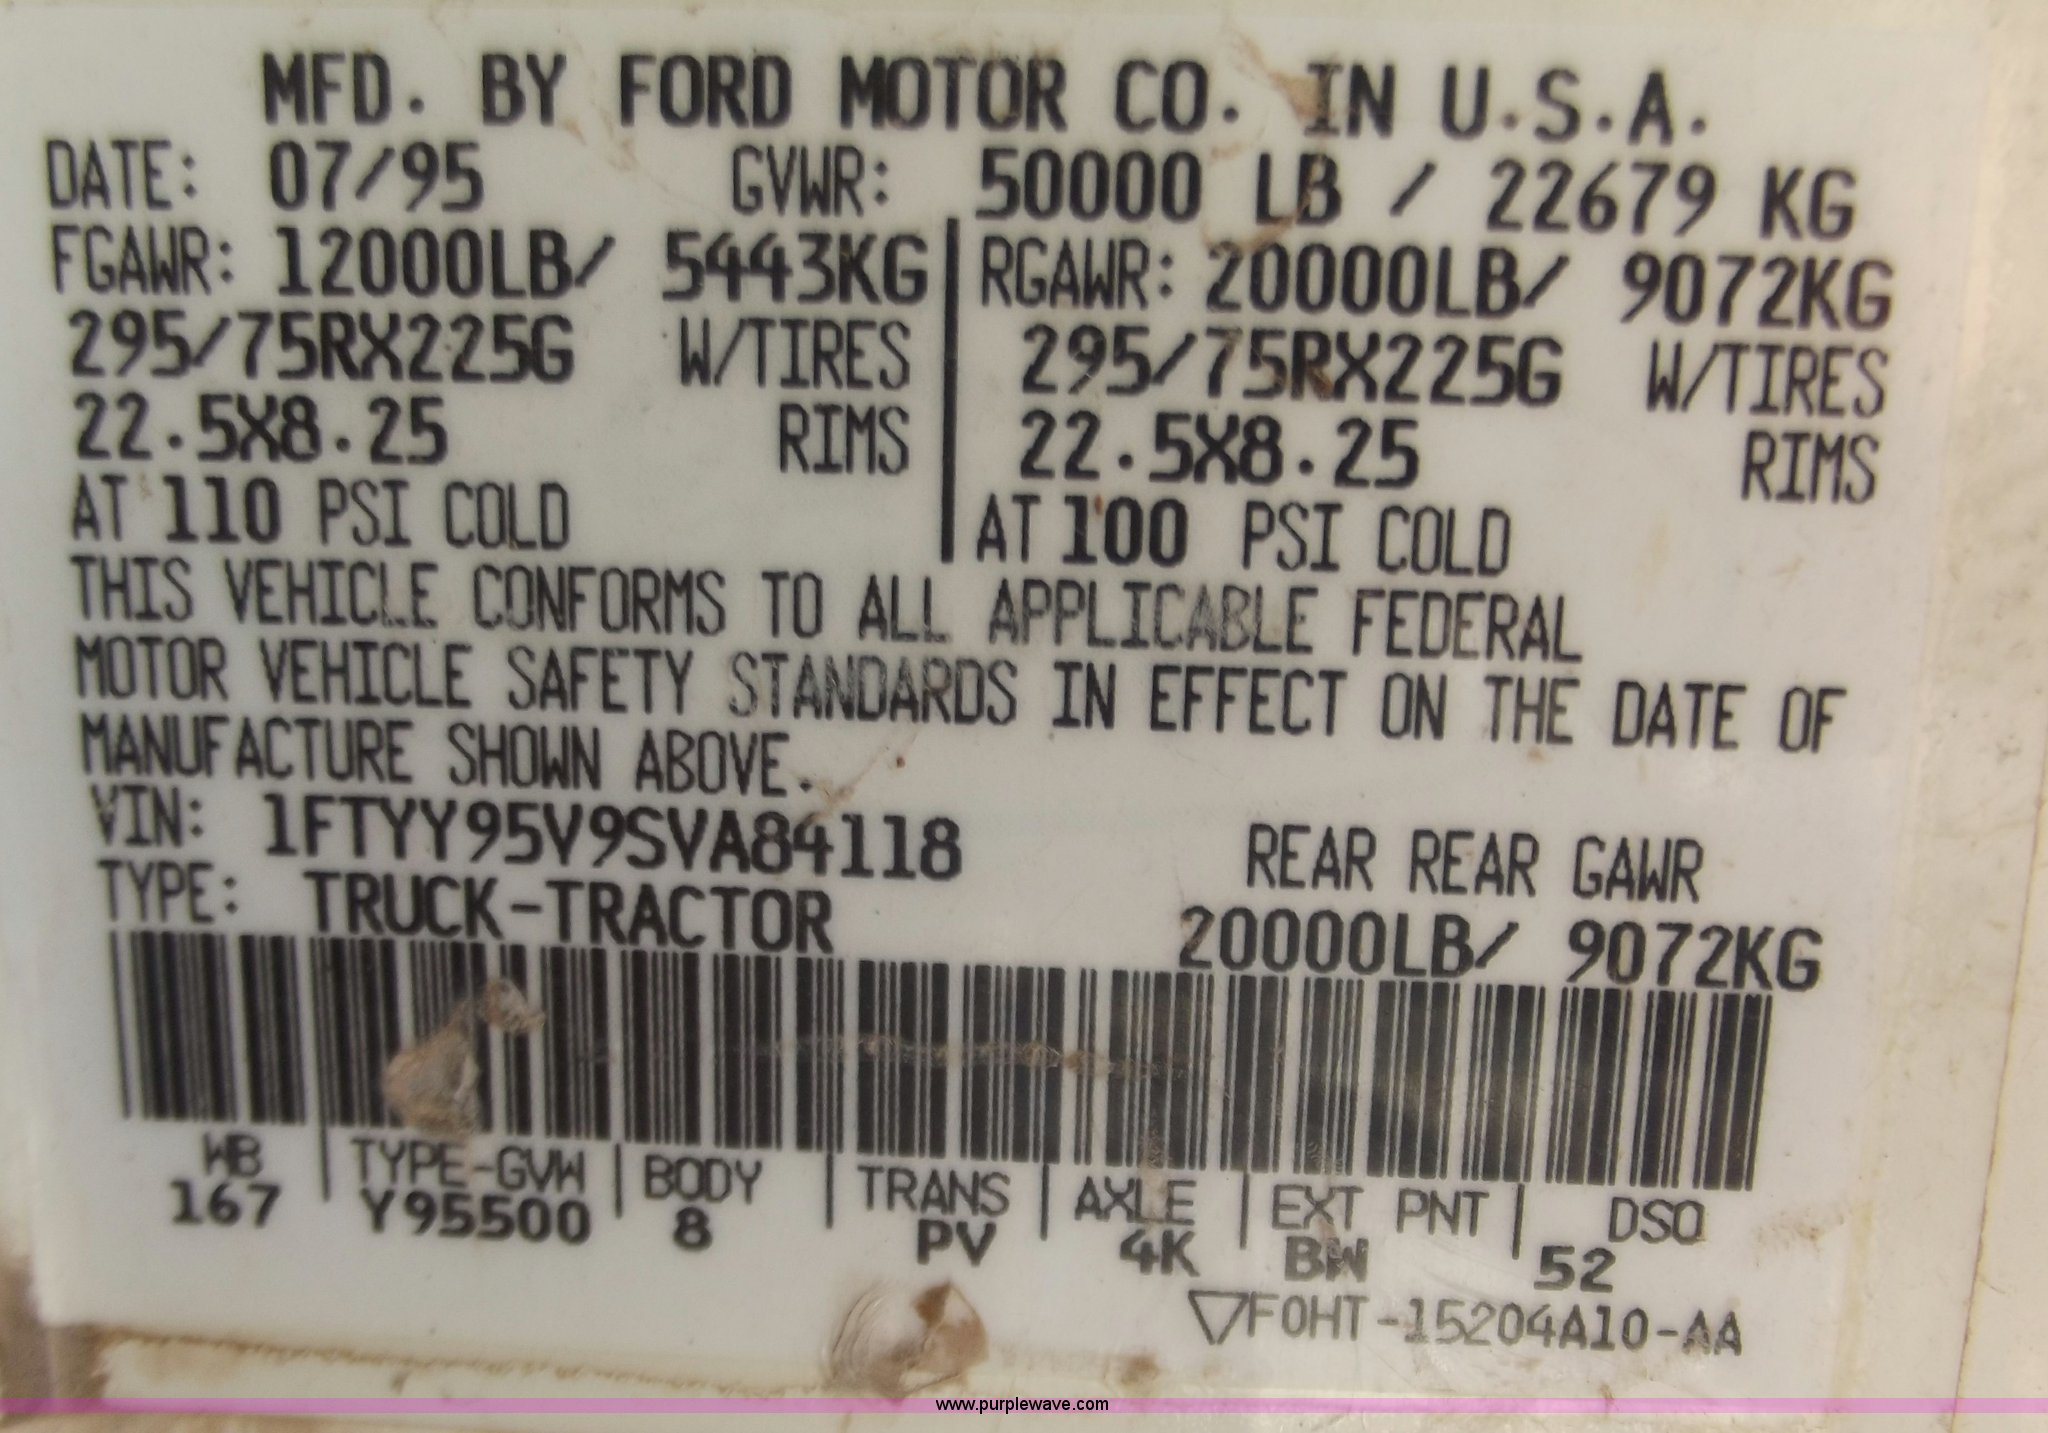 MFD. BY FORD MOTOR CO. IN U.S.A.
DATE: 07/95 GVWR: 50000 LB / 22679 KG
FGAWR: 12000LB/ 5443KG RGAWR: 20000LB/ 9072KG
295/75RX225G W/TIRES 295/75RX225G W/TIRES
22.5X8.25 RIMS 22.5X8.25 RIMS
AT 110 PSI COLD AT 100 PSI COLD
THIS VEHICLE CONFORMS TO ALL APPLICABLE FEDERAL
MOTOR VEHICLE SAFETY STANDARDS IN EFFECT ON THE DATE OF
MANUFACTURE SHOWN ABOVE.
VIN: 1FTYY95V9SVA84118 REAR REAR GAWR
TYPE: TRUCK-TRACTOR 20000LB/ 9072KG
WB TYPE-GVW BODY TRANS AXLE EXT PNT DSO
167 Y95500 8 PV 4K BW 52
▽F0HT-15204A10-AA
www.purplewave.com